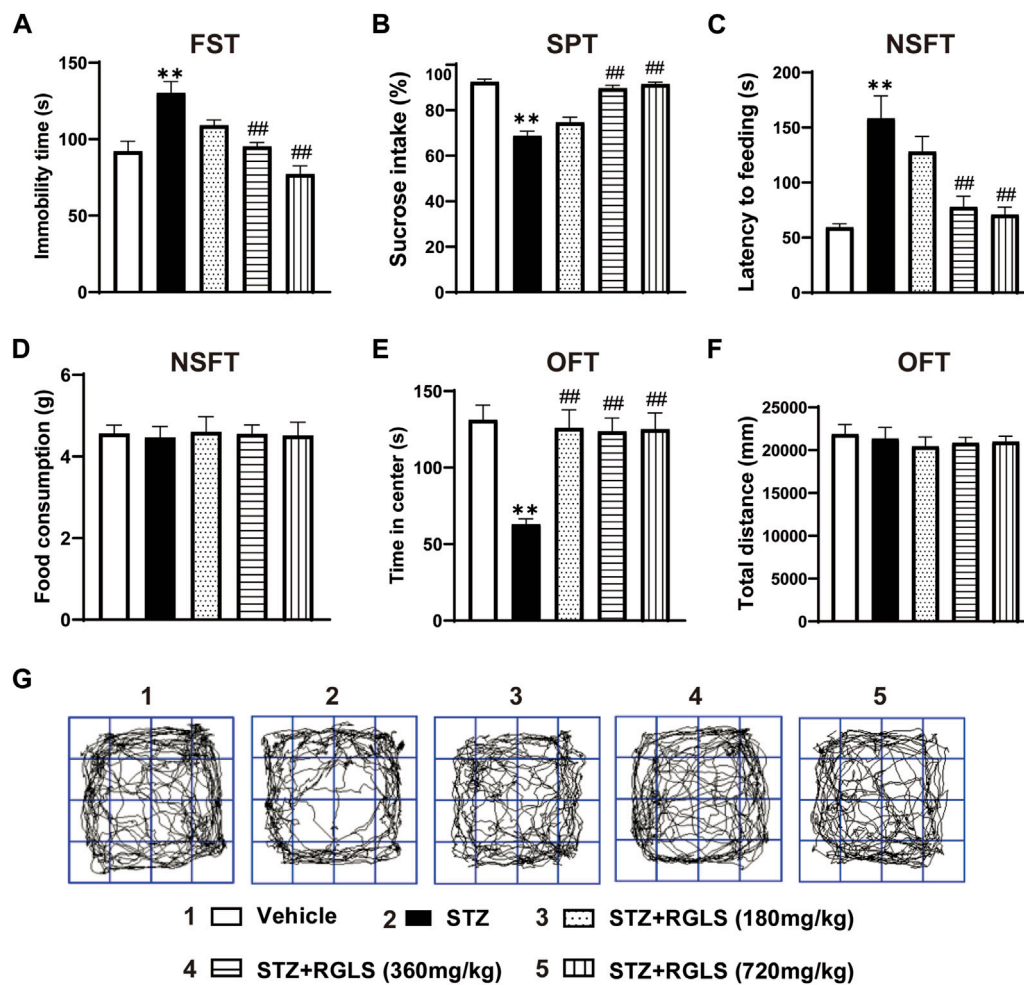 A
FST
Immobility time (s)
150
100
50
0
**
##
##
B
SPT
Sucrose intake (%)
100
80
60
40
20
0
**
##
##
C
NSFT
Latency to feeding (s)
200
150
100
50
0
**
##
##
D
NSFT
Food consumption (g)
6
4
2
0
E
OFT
Time in center (s)
150
100
50
0
**
##
##
##
F
OFT
Total distance (mm)
25000
20000
15000
10000
5000
0
G
1 2 3 4 5
1 Vehicle 2 STZ 3 STZ+RGLS (180mg/kg)
4 STZ+RGLS (360mg/kg) 5 STZ+RGLS (720mg/kg)